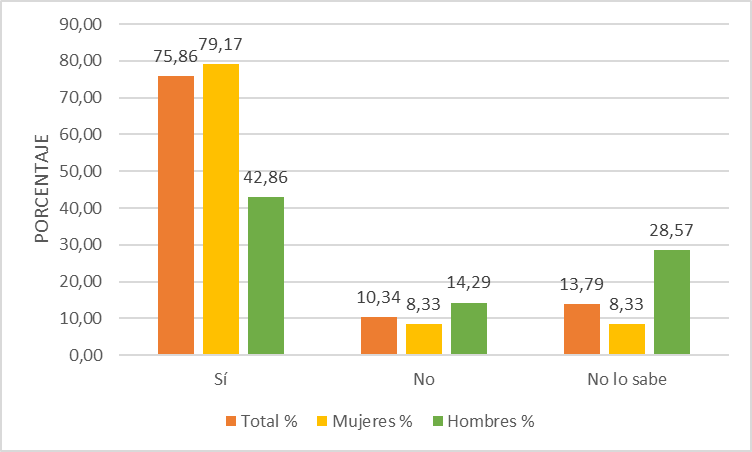 90,00
80,00
70,00
60,00
50,00
40,00
30,00
20,00
10,00
0,00
PORCENTAJE
75,86
79,17
42,86
10,34
8,33
14,29
13,79
8,33
28,57
Sí
No
No lo sabe
Total %
Mujeres %
Hombres %